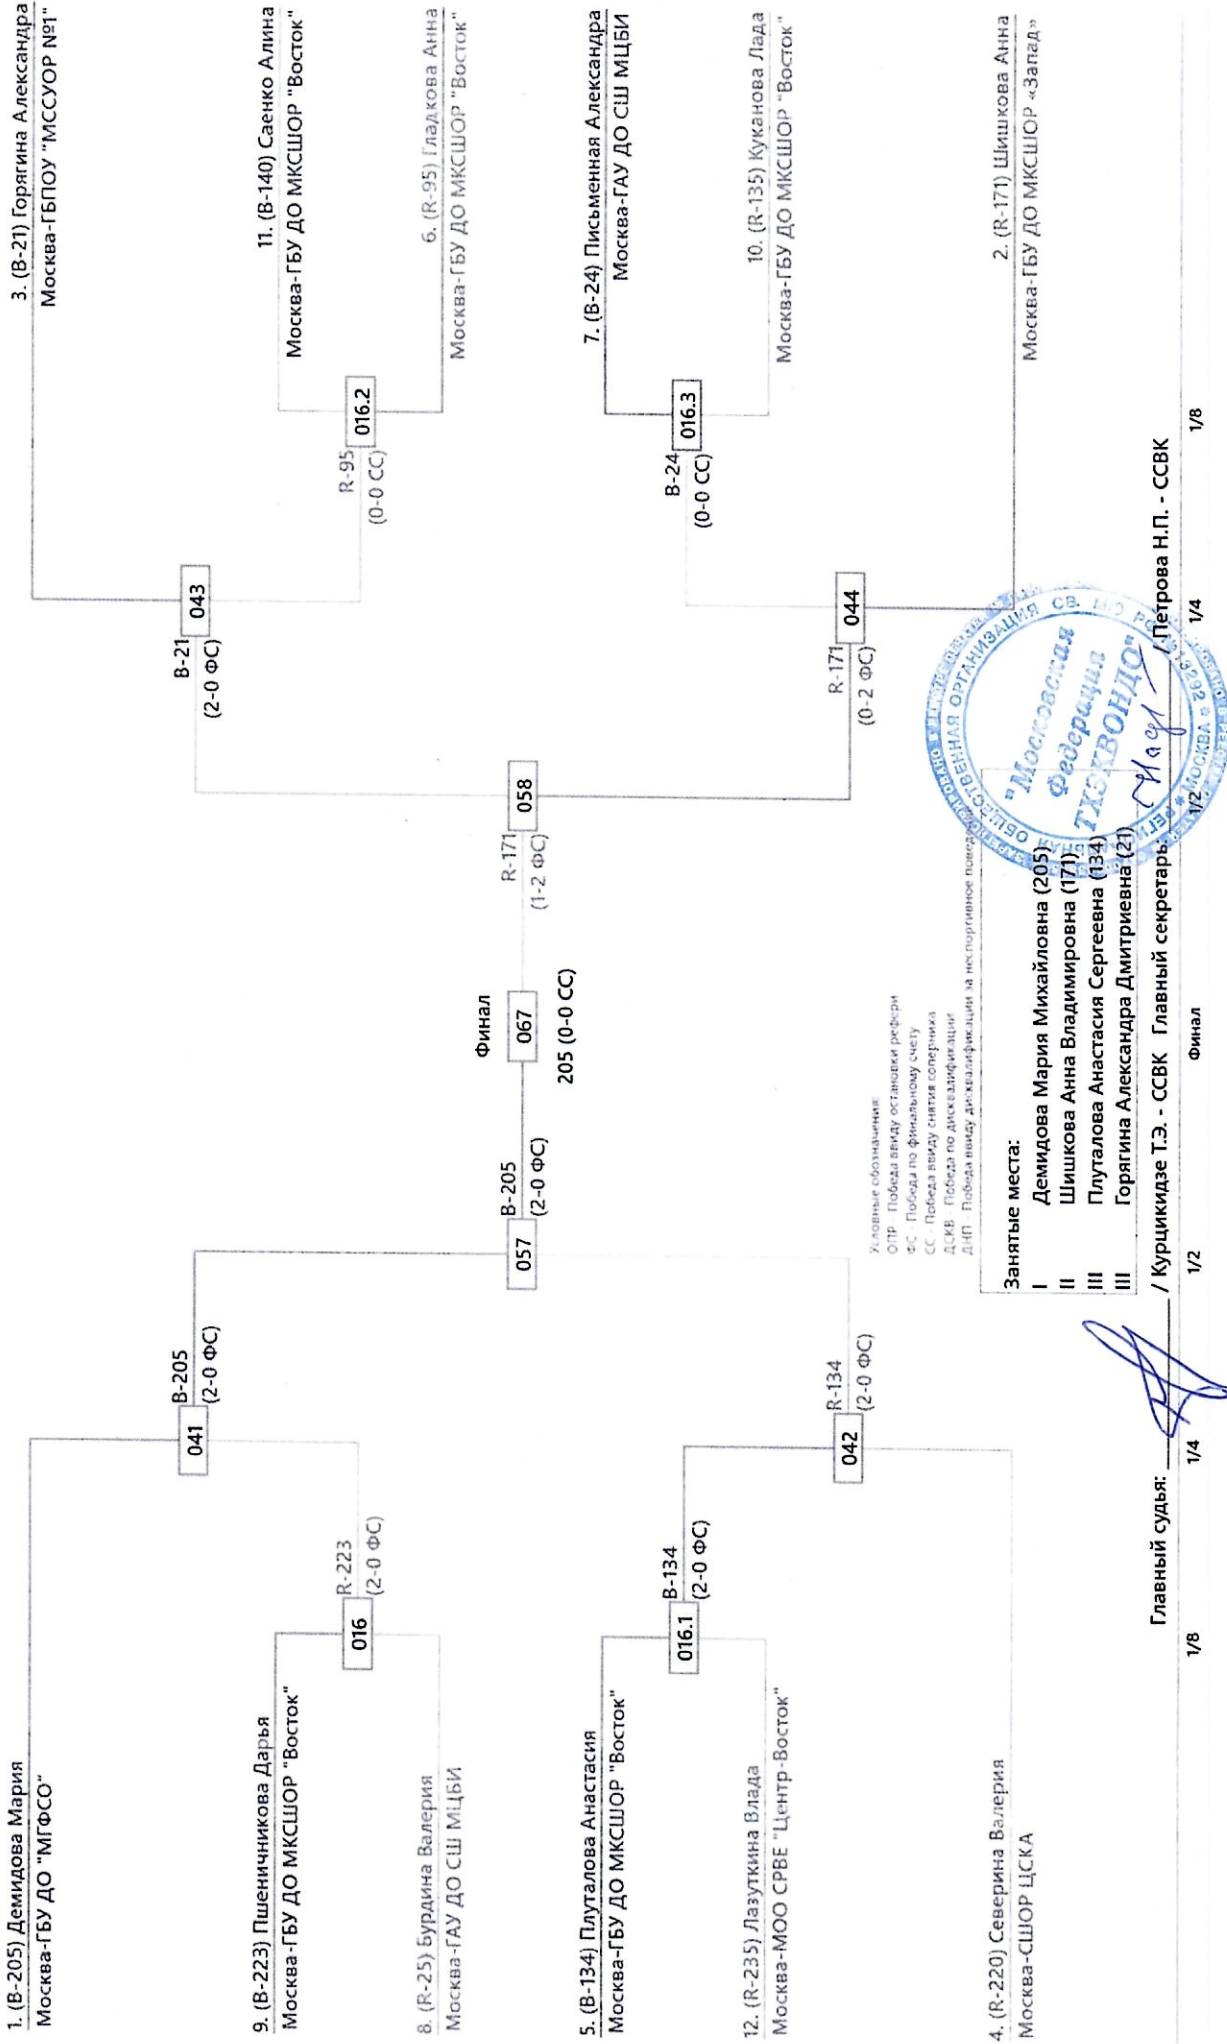 1. (B-205) Демидова Мария
Москва-ГБУ ДО "МГФСО"
9. (B-223) Пшеничникова Дарья
Москва-ГБУ ДО МКСШОР "Восток"
8. (R-25) Бурдина Валерия
Москва-ГАУ ДО СШ МЦБИ
5. (B-134) Плуталова Анастасия
Москва-ГБУ ДО МКСШОР "Восток"
12. (R-235) Лазуткина Влада
Москва-МОО СРВЕ "Центр-Восток"
4. (R-220) Северина Валерия
Москва-СШОР ЦСКА
016
R-223
(2-0 ФС)
016.1
B-134
(2-0 ФС)
041
B-205
(2-0 ФС)
042
R-134
(2-0 ФС)
057
B-205
(2-0 ФС)
Финал
067
205 (0-0 СС)
R-171
(1-2 ФС)
058
B-21
(2-0 ФС)
043
R-171
(0-2 ФС)
044
R-95
(0-0 СС)
016.2
B-24
(0-0 СС)
016.3
3. (B-21) Горягина Александра
Москва-ГБПОУ "МССУОР №1"
11. (B-140) Саенко Алина
Москва-ГБУ ДО МКСШОР "Восток"
6. (R-95) Гладкова Анна
Москва-ГБУ ДО МКСШОР "Восток"
7. (B-24) Письменная Александра
Москва-ГАУ ДО СШ МЦБИ
10. (R-135) Куканова Лада
Москва-ГБУ ДО МКСШОР "Восток"
2. (R-171) Шишкова Анна
Москва-ГБУ ДО МКСШОР «Запад»
Условные обозначения:
ОПР - Победа ввиду остановки рефери
ФС - Победа по финальному счету
СС - Победа ввиду снятия соперника
ДСКВ - Победа по дисквалификации
ДНП - Победа ввиду дисквалификации за неспортивное поведе
Занятые места:
I Демидова Мария Михайловна (205)
II Шишкова Анна Владимировна (171)
III Плуталова Анастасия Сергеевна (134)
III Горягина Александра Дмитриевна (21)
"Московская
Федерация
ТХЭКВОНДО"
Главный судья: / Курцикидзе Т.Э. - ССВК Главный секретарь: / Петрова Н.П. - ССВК
1/8 1/4 1/2 Финал 1/2 1/4 1/8